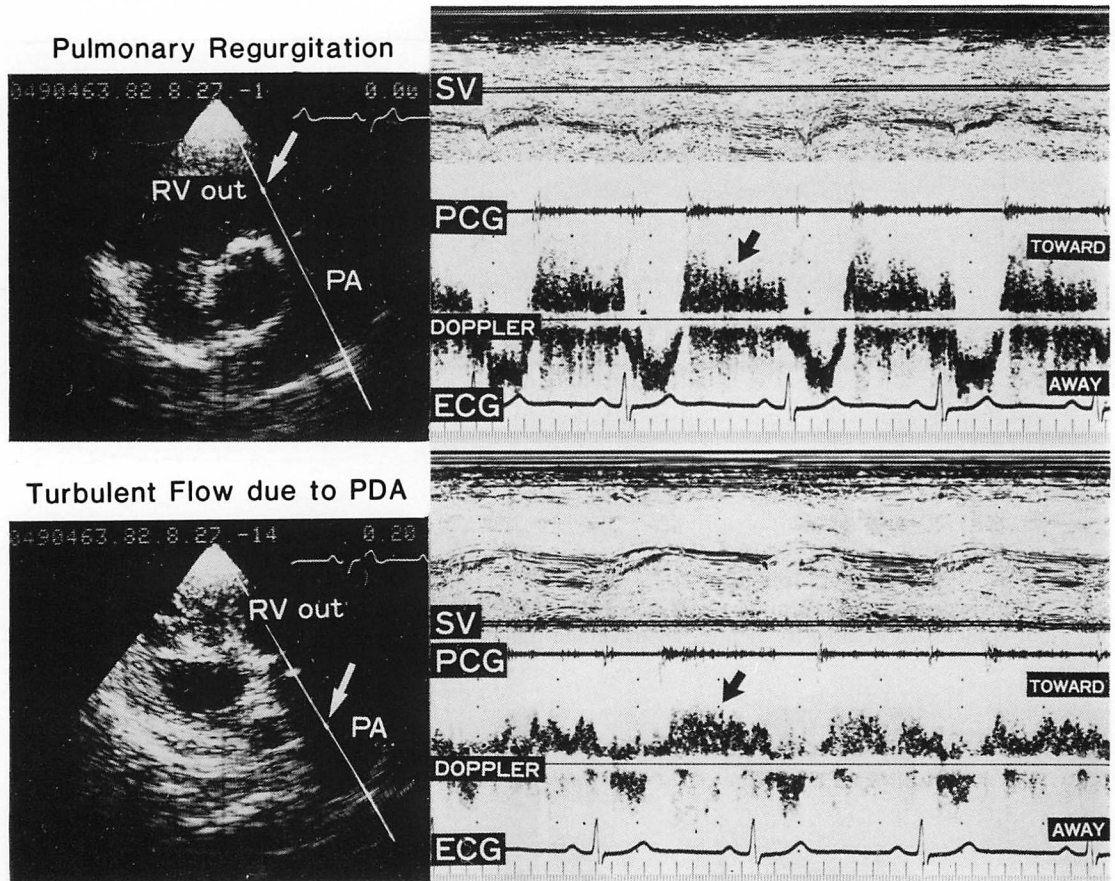 Pulmonary Regurgitation
0490463.82.8.27.-1 0.00
RV out
PA
SV
PCG
TOWARD
DOPPLER
AWAY
ECG
Turbulent Flow due to PDA
0490463.82.8.27.-14 0.20
RV out
PA
SV
PCG
TOWARD
DOPPLER
AWAY
ECG